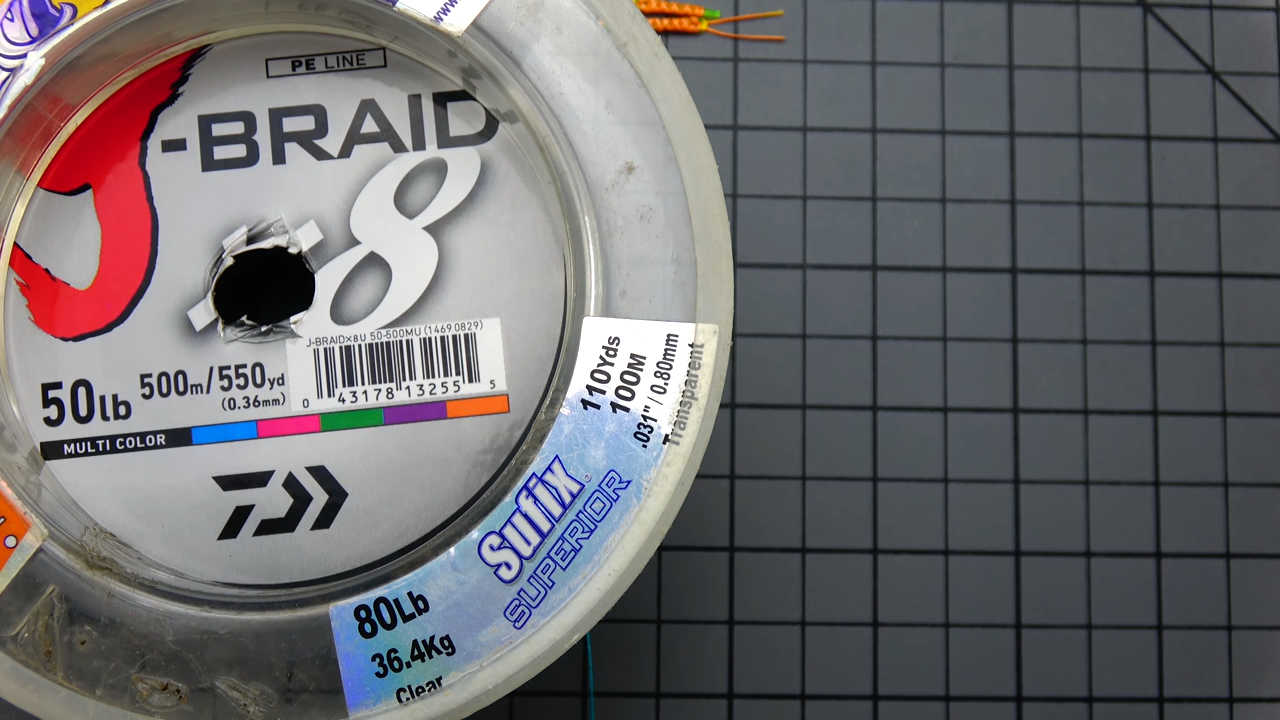 PE LINE
J-BRAID
8
J-BRAID×8U 50-500MU (1469 0829)
0 43178 13255 5
50lb 500m/550yd
(0.36mm)
MULTI COLOR
110Yds
100M
.031" / 0.80mm
Transparent
Sufix
SUPERIOR
80Lb
36.4Kg
Clear